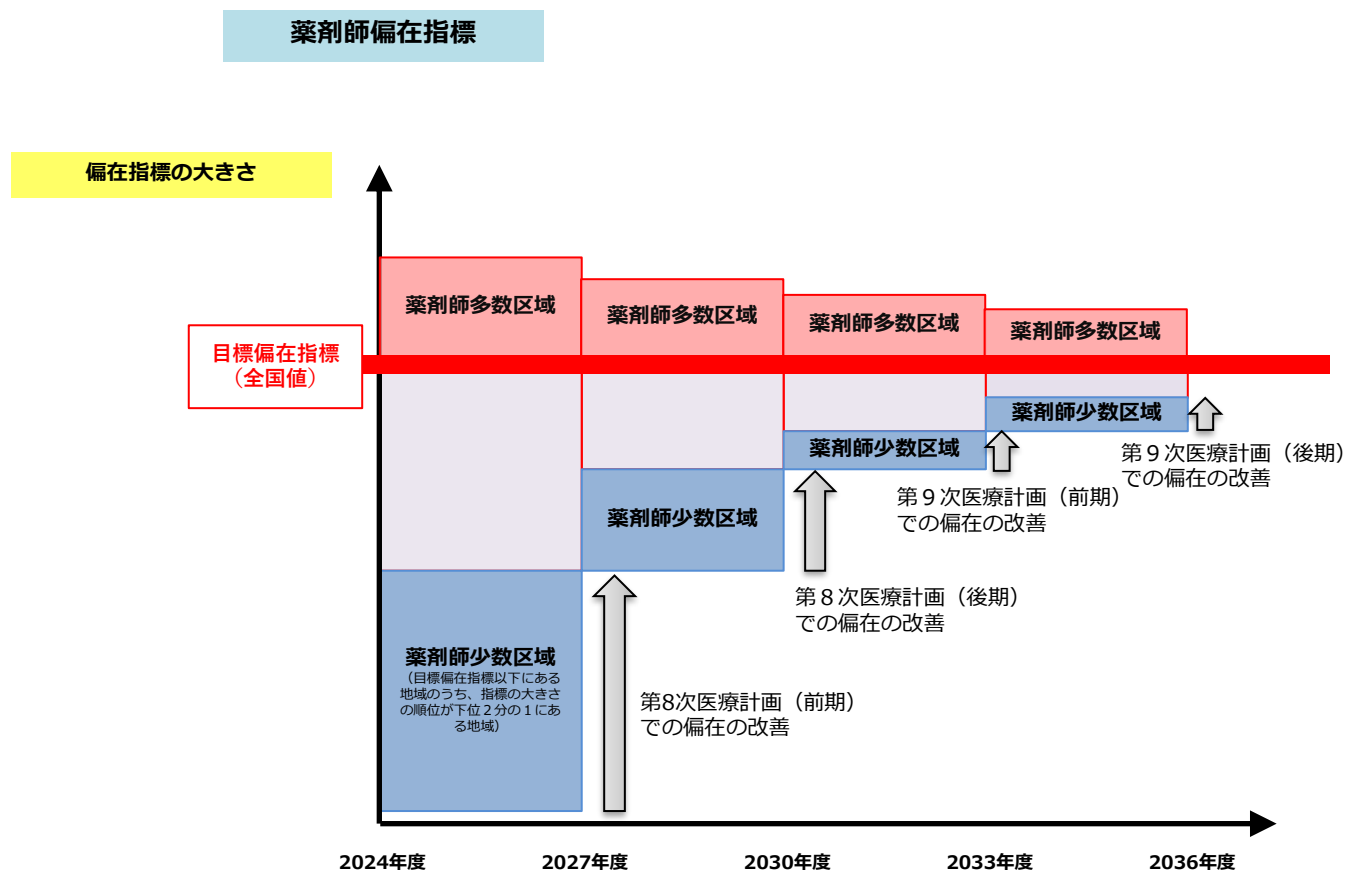 薬剤師偏在指標
偏在指標の大きさ
薬剤師多数区域
薬剤師多数区域
薬剤師多数区域
薬剤師多数区域
目標偏在指標
（全国値）
薬剤師少数区域
薬剤師少数区域
薬剤師少数区域
第９次医療計画（後期）
での偏在の改善
第９次医療計画（前期）
での偏在の改善
第８次医療計画（後期）
での偏在の改善
薬剤師少数区域
（目標偏在指標以下にある
地域のうち、指標の大きさ
の順位が下位２分の１にあ
る地域）
第8次医療計画（前期）
での偏在の改善
2024年度
2027年度
2030年度
2033年度
2036年度